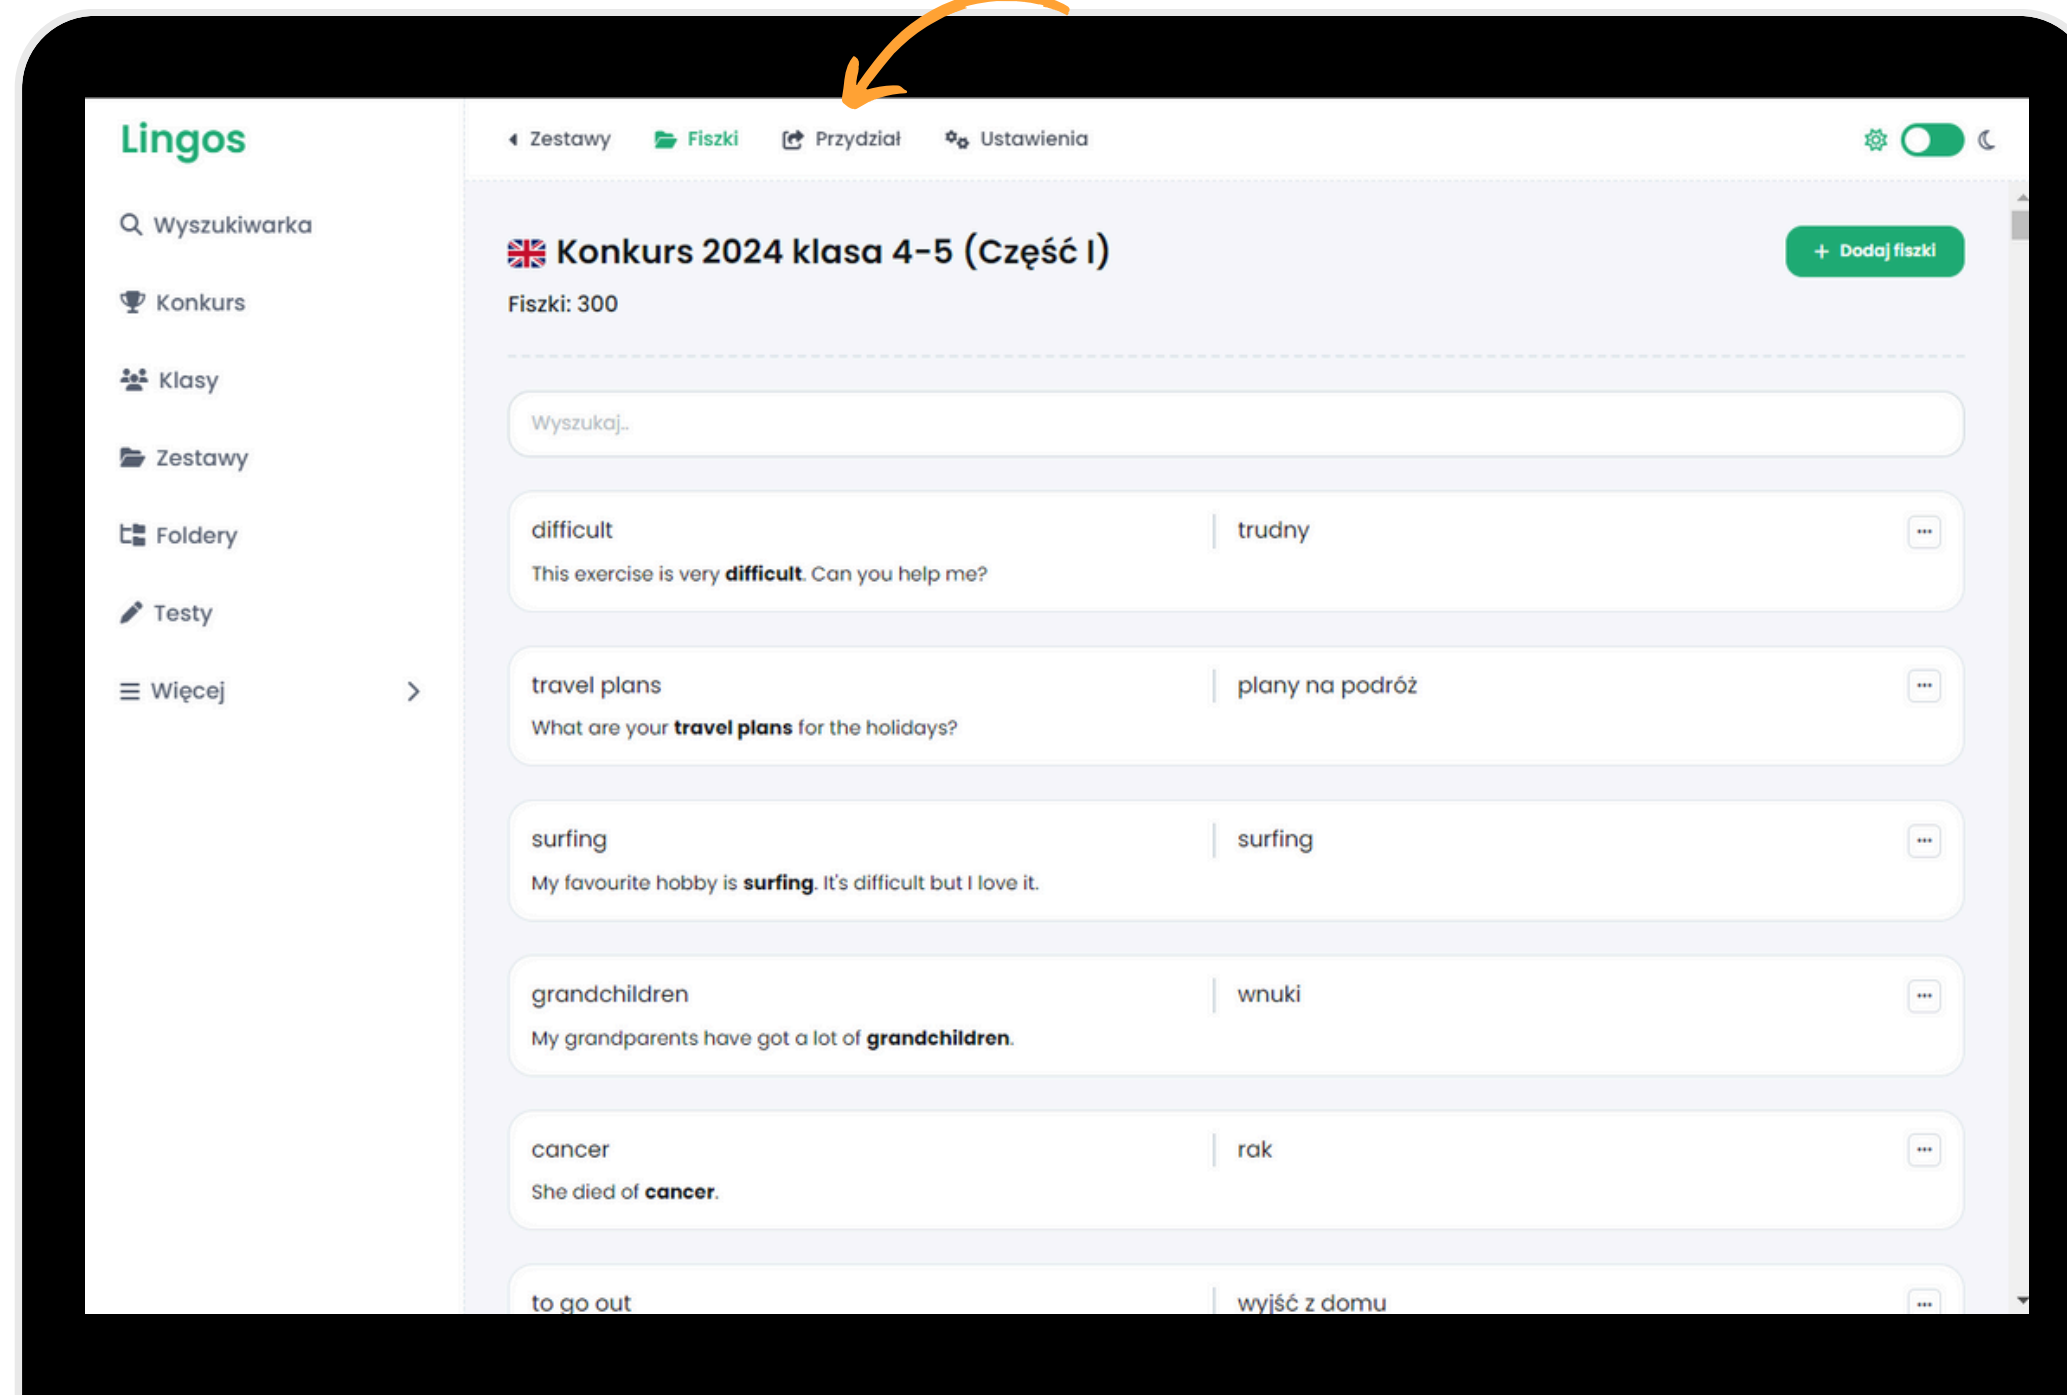 Lingos
Zestawy Fiszki Przydział Ustawienia
Wyszukiwarka
Konkurs
Klasy
Zestawy
Foldery
Testy
Więcej
Konkurs 2024 klasa 4-5 (Część I)
+ Dodaj fiszki
Fiszki: 300
Wyszukaj..
difficult
trudny
This exercise is very difficult. Can you help me?
travel plans
plany na podróż
What are your travel plans for the holidays?
surfing
surfing
My favourite hobby is surfing. It's difficult but I love it.
grandchildren
wnuki
My grandparents have got a lot of grandchildren.
cancer
rak
She died of cancer.
to go out
wyjść z domu